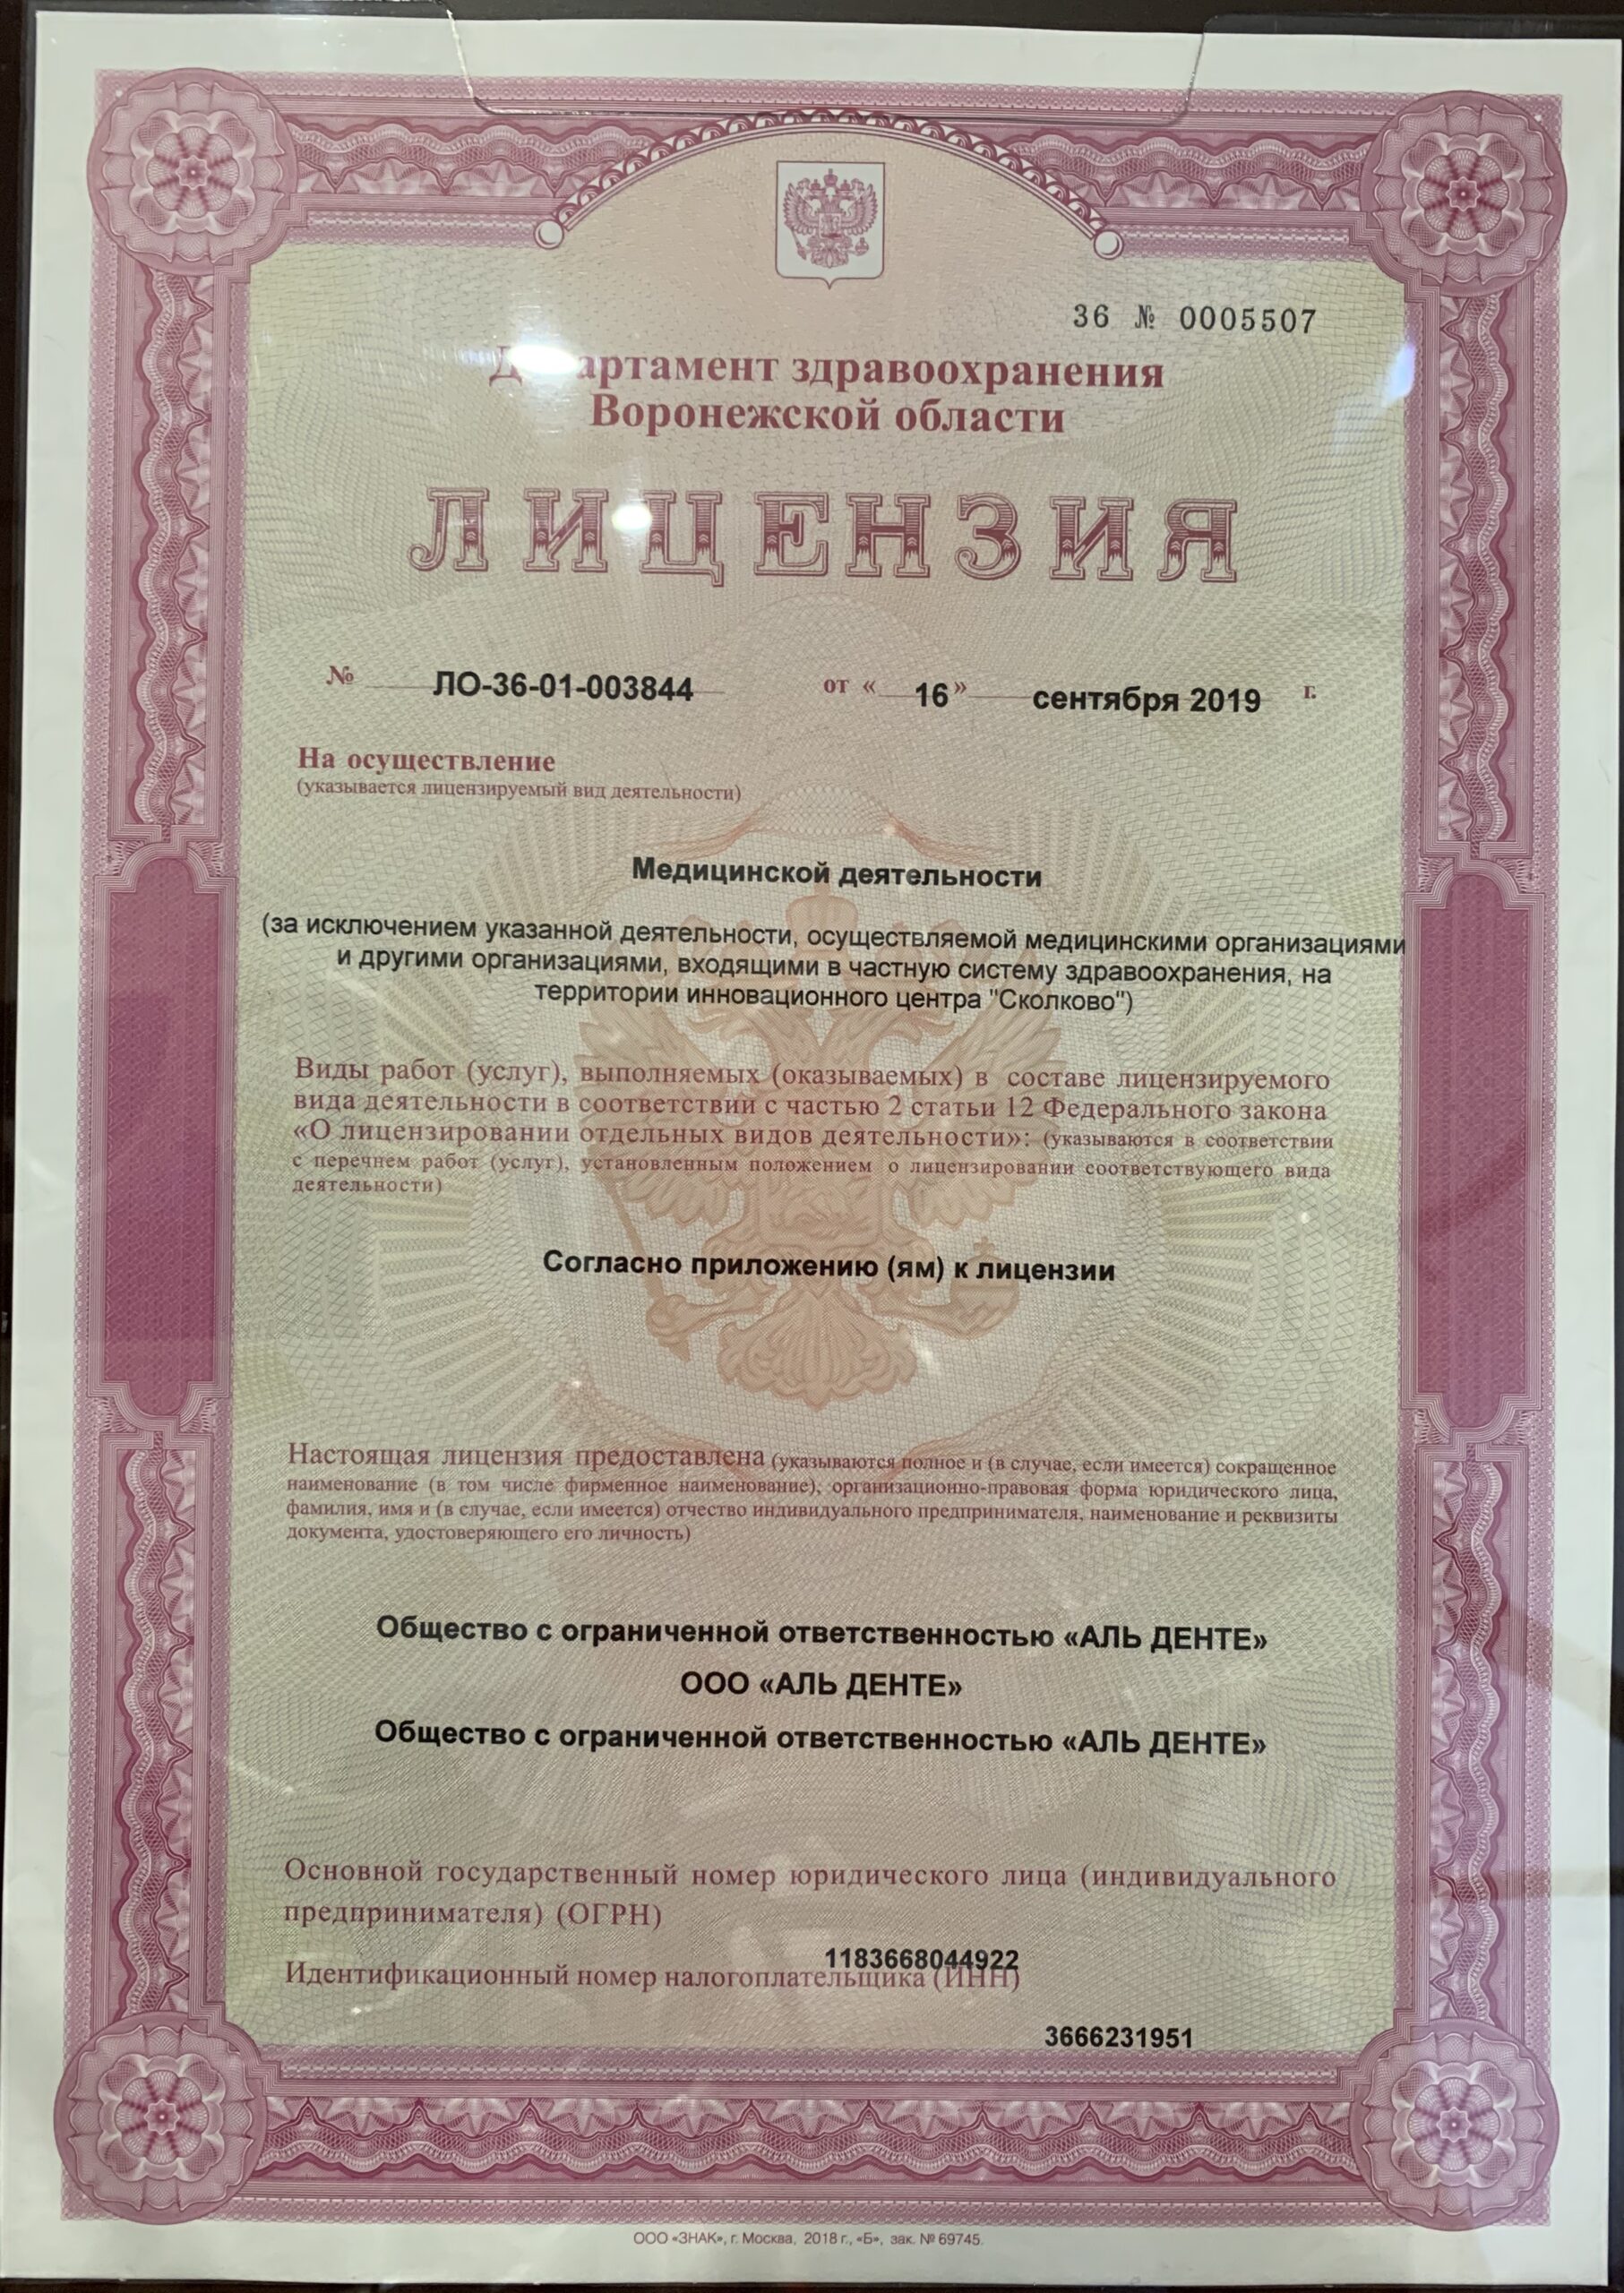 36 № 0005507
Департамент здравоохранения
Воронежской области
ЛИЦЕНЗИЯ
№ ЛО-36-01-003844 от « 16 » сентября 2019 г.
На осуществление
(указывается лицензируемый вид деятельности)
Медицинской деятельности
(за исключением указанной деятельности, осуществляемой медицинскими организациями
и другими организациями, входящими в частную систему здравоохранения, на
территории инновационного центра "Сколково")
Виды работ (услуг), выполняемых (оказываемых) в составе лицензируемого
вида деятельности в соответствии с частью 2 статьи 12 Федерального закона
«О лицензировании отдельных видов деятельности»: (указываются в соответствии
с перечнем работ (услуг), установленным положением о лицензировании соответствующего вида
деятельности)
Согласно приложению (ям) к лицензии
Настоящая лицензия предоставлена (указываются полное и (в случае, если имеется) сокращенное
наименование (в том числе фирменное наименование), организационно-правовая форма юридического лица,
фамилия, имя и (в случае, если имеется) отчество индивидуального предпринимателя, наименование и реквизиты
документа, удостоверяющего его личность)
Общество с ограниченной ответственностью «АЛЬ ДЕНТЕ»
ООО «АЛЬ ДЕНТЕ»
Общество с ограниченной ответственностью «АЛЬ ДЕНТЕ»
Основной государственный номер юридического лица (индивидуального
предпринимателя) (ОГРН)
1183668044922
Идентификационный номер налогоплательщика (ИНН)
3666231951
ООО «ЗНАК», г. Москва, 2018 г., «Б», зак. № 69745.